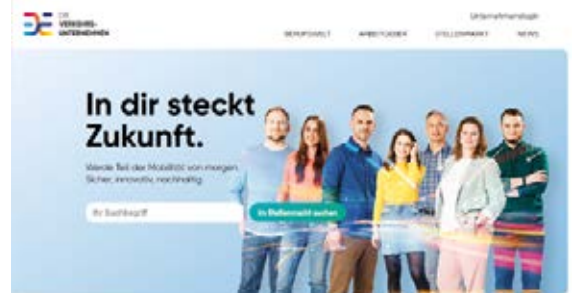 DIE
VERKEHRS-
UNTERNEHMEN
Unternehmenslogin
BERUFSWELT ARBEITGEBER STELLENMARKT NEWS
In dir steckt
Zukunft.
Werde Teil der Mobilität von morgen.
Sicher, innovativ, nachhaltig.
Ihr Suchbegriff
Im Stellenmarkt suchen